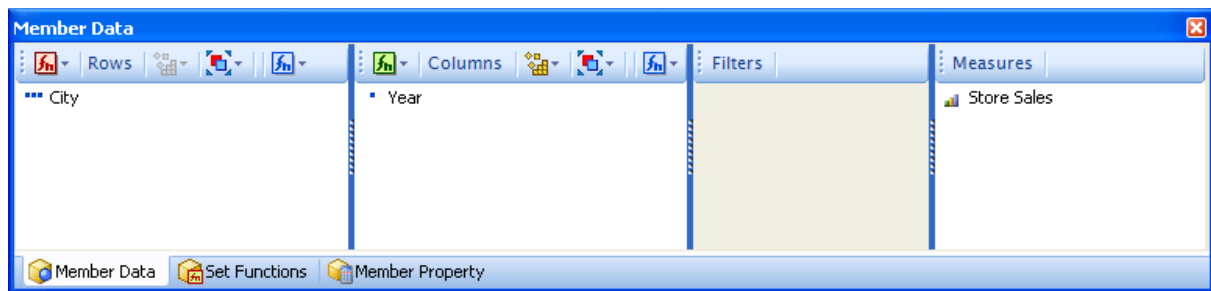 Member Data
Rows
Columns
Filters
Measures
City
Year
Store Sales
Member Data
Set Functions
Member Property